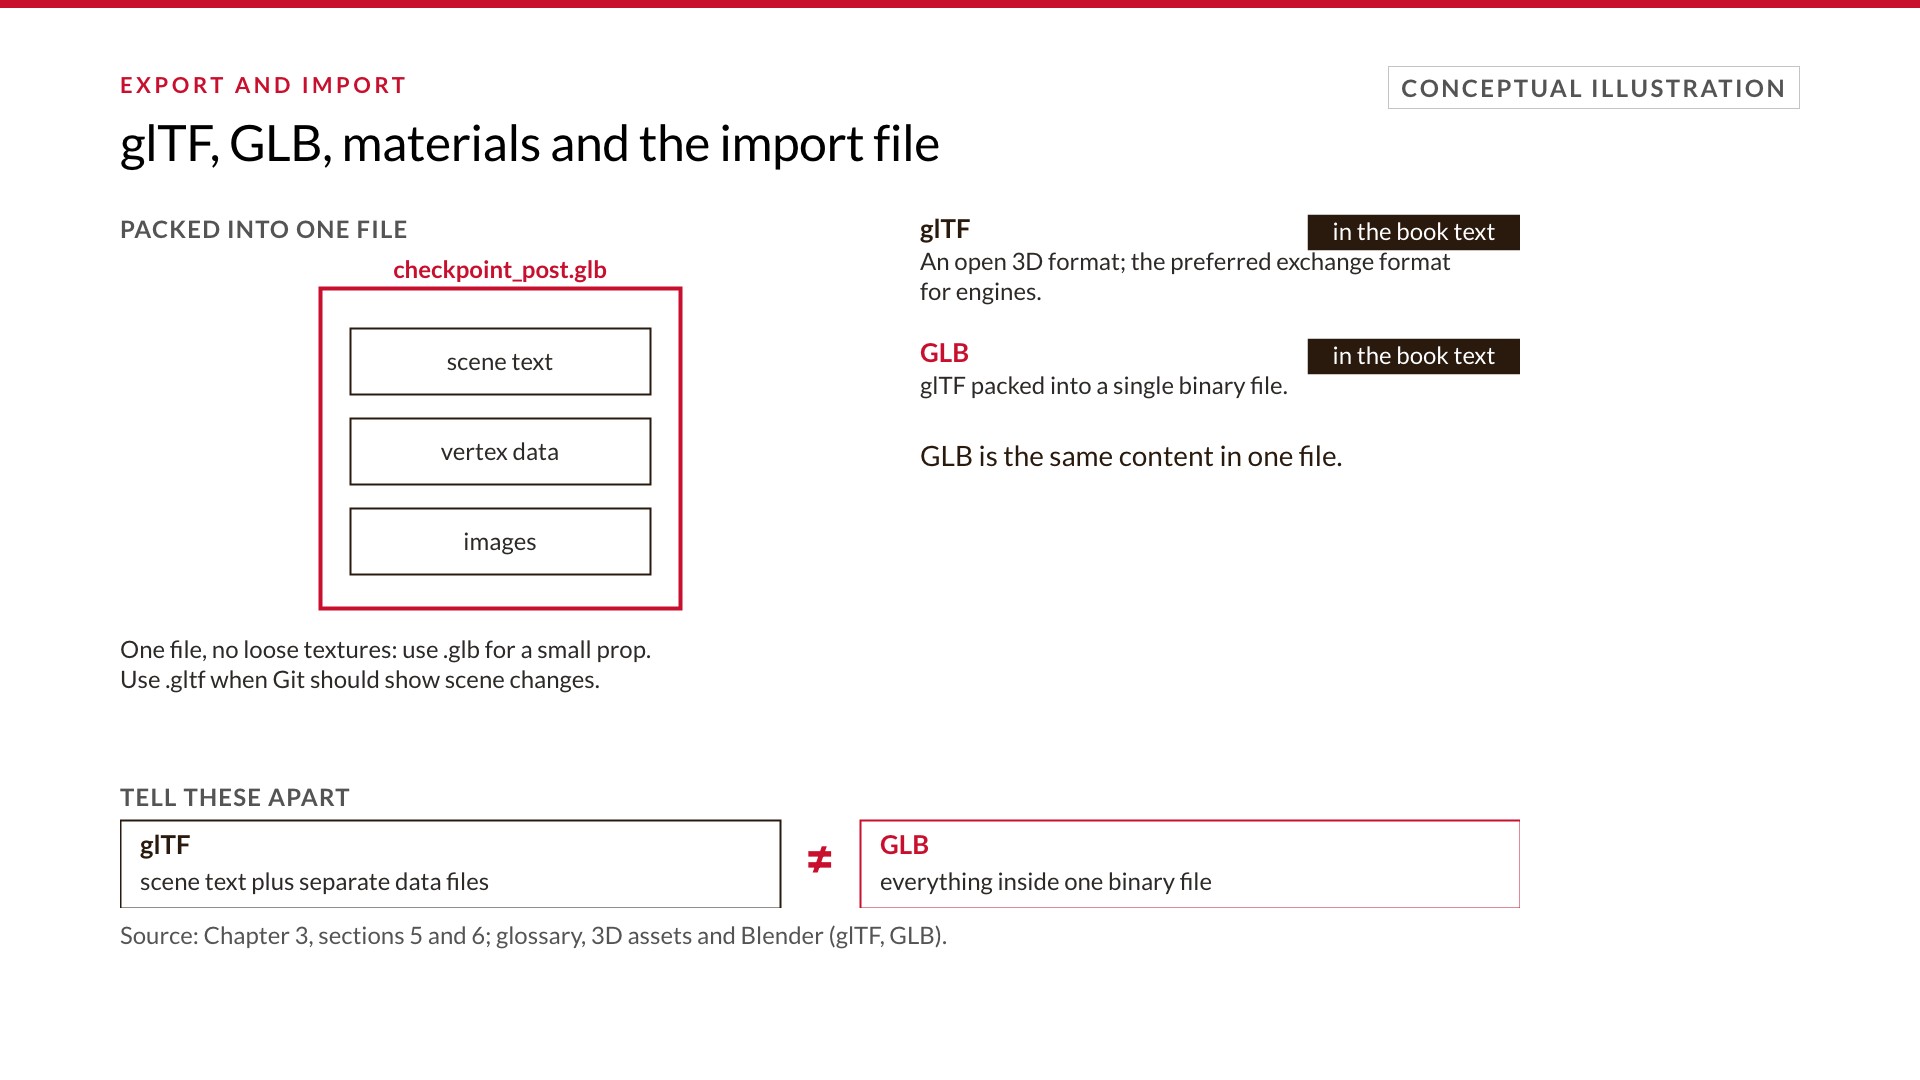 EXPORT AND IMPORT
CONCEPTUAL ILLUSTRATION
glTF, GLB, materials and the import file
PACKED INTO ONE FILE
checkpoint_post.glb
scene text
vertex data
images
One file, no loose textures: use .glb for a small prop.
Use .gltf when Git should show scene changes.
glTF
in the book text
An open 3D format; the preferred exchange format
for engines.
GLB
in the book text
glTF packed into a single binary file.
GLB is the same content in one file.
TELL THESE APART
glTF
scene text plus separate data files
≠
GLB
everything inside one binary file
Source: Chapter 3, sections 5 and 6; glossary, 3D assets and Blender (glTF, GLB).